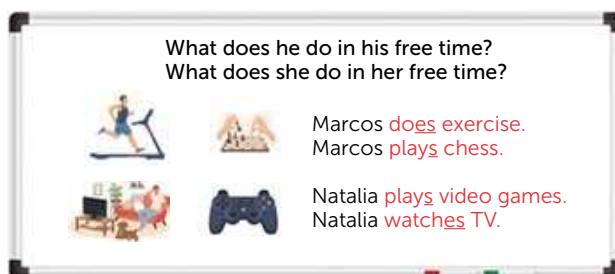 What does he do in his free time?
What does she do in her free time?
Marcos does exercise.
Marcos plays chess.
Natalia plays video games.
Natalia watches TV.